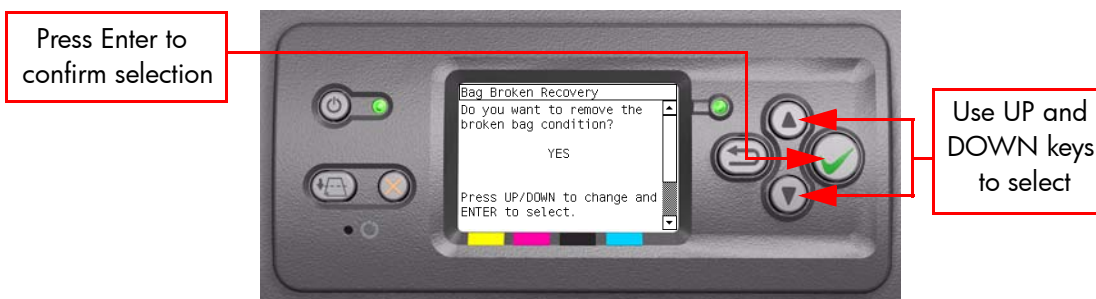 Press Enter to
confirm selection
Bag Broken Recovery
Do you want to remove the
broken bag condition?
YES
Press UP/DOWN to change and
ENTER to select.
Use UP and
DOWN keys
to select